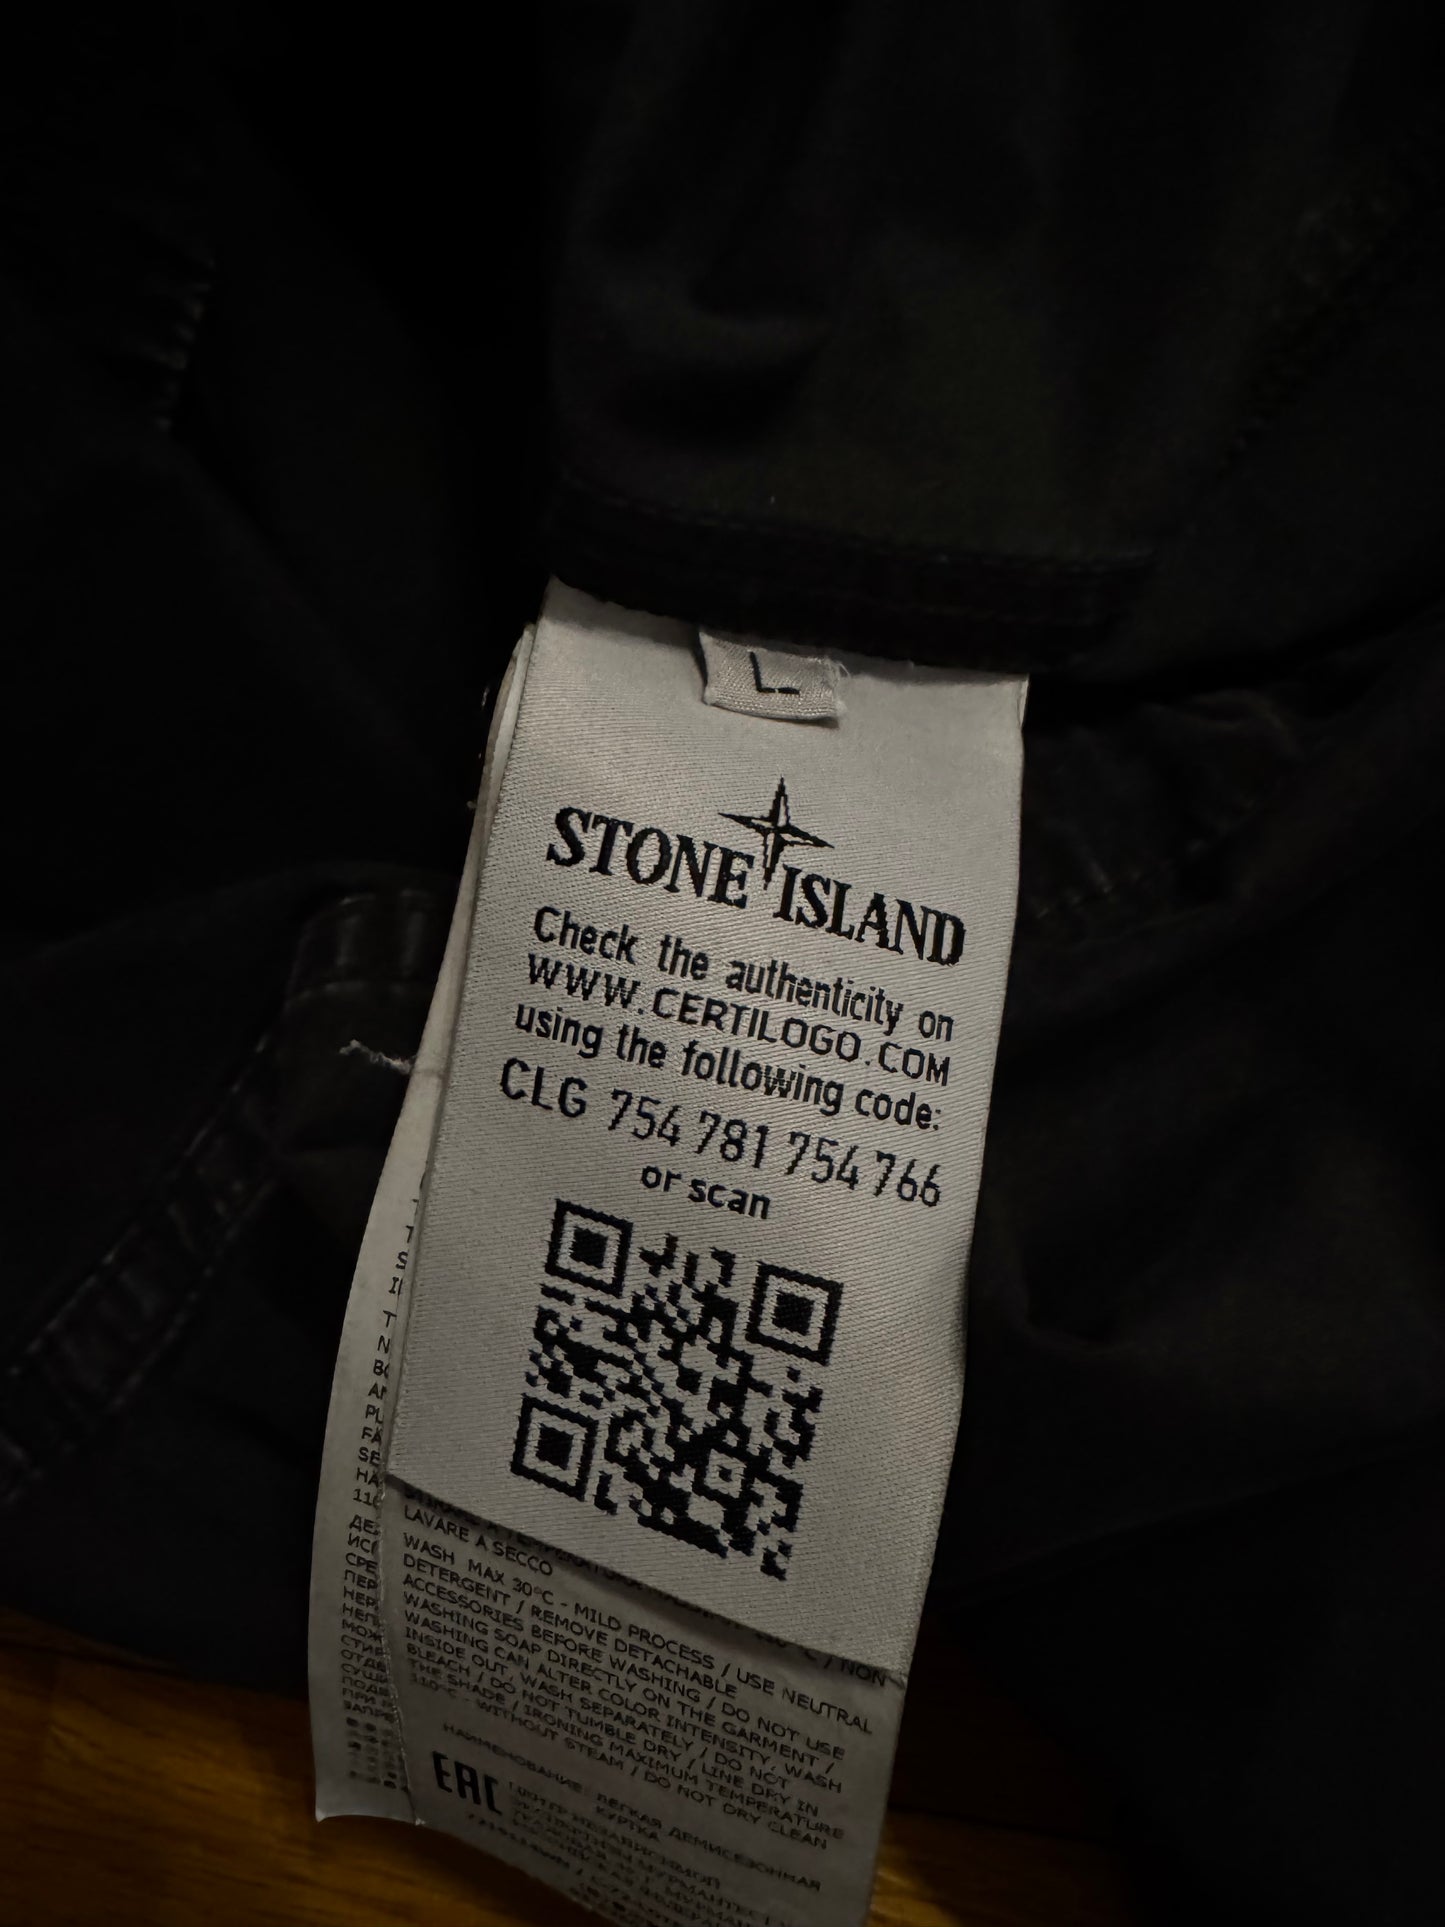 L
STONE ISLAND
Check the authenticity on
WWW.CERTILOGO.COM
using the following code:
CLG 754 781 754 766
or scan
LAVARE A SECCO
WASH MAX 30°C - MILD PROCESS / USE NEUTRAL
DETERGENT / REMOVE DETACHABLE
ACCESSORIES BEFORE WASHING / DO NOT USE
WASHING SOAP DIRECTLY ON THE GARMENT /
WASHING CAN ALTER COLOR INTENSITY, WASH
INSIDE OUT, WASH SEPARATELY / DO NOT
BLEACH / DO NOT TUMBLE DRY / LINE DRY IN
THE SHADE / IRONING MAXIMUM TEMPERATURE
110°C - WITHOUT STEAM / DO NOT DRY CLEAN
НАИМЕНОВАНИЕ: ЛЕГКАЯ ДЕМИСЕЗОННАЯ
КУРТКА
EAC